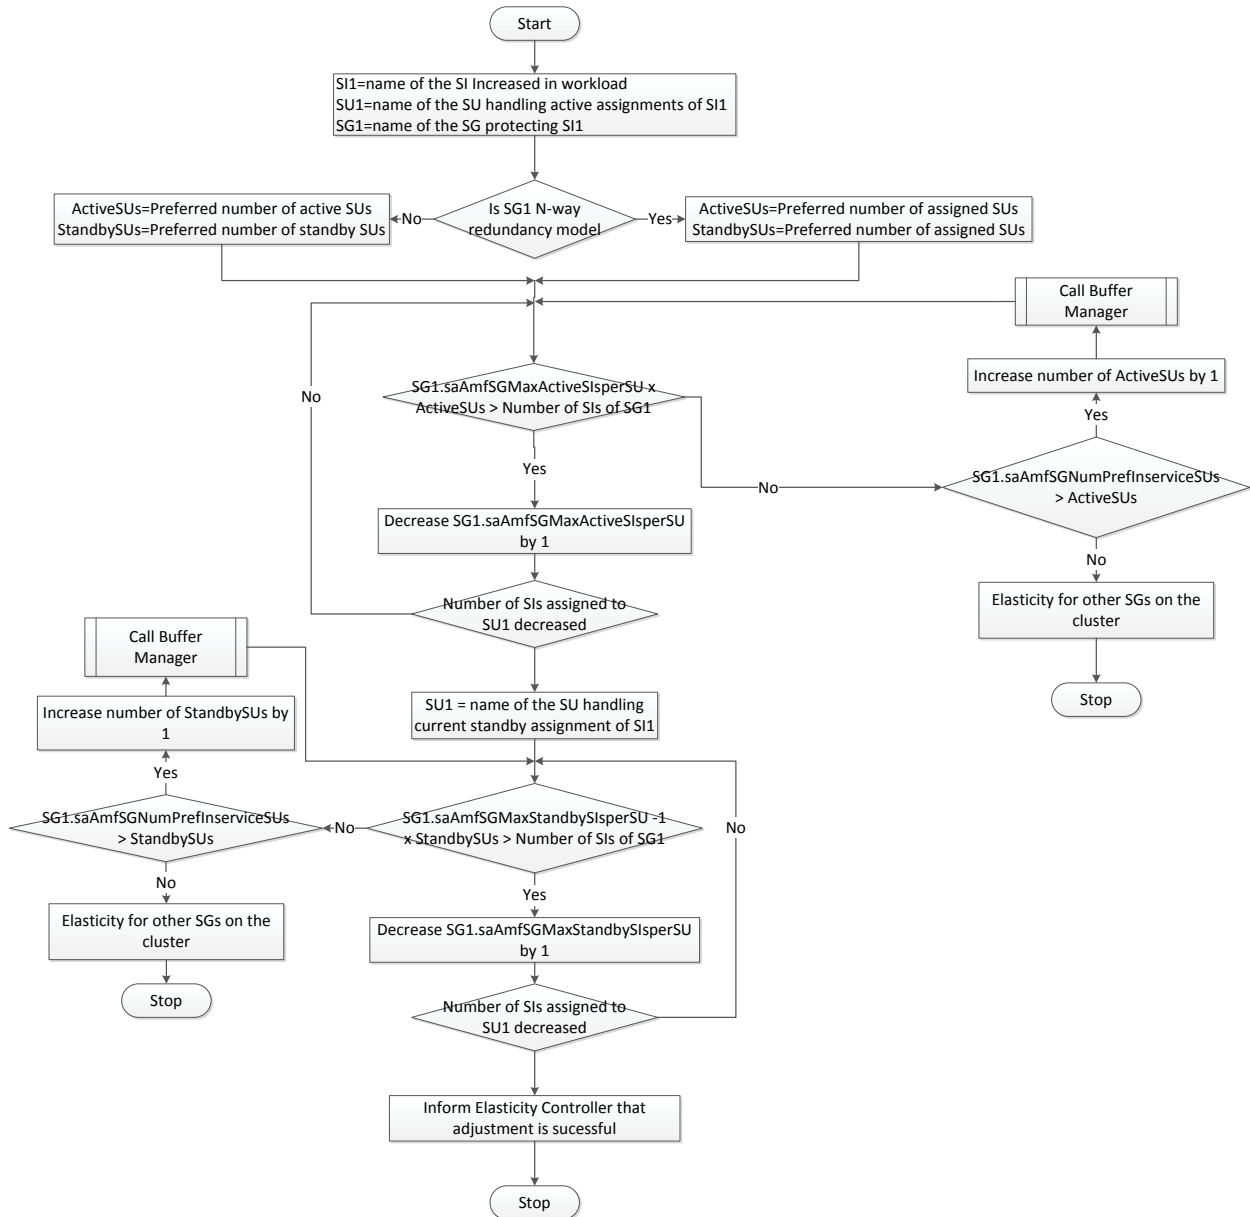 Start
SI1=name of the SI Increased in workload
SU1=name of the SU handling active assignments of SI1
SG1=name of the SG protecting SI1
Is SG1 N-way
redundancy model
No
Yes
ActiveSUs=Preferred number of active SUs
StandbySUs=Preferred number of standby SUs
ActiveSUs=Preferred number of assigned SUs
StandbySUs=Preferred number of assigned SUs
Call Buffer
Manager
Increase number of ActiveSUs by 1
Yes
SG1.saAmfSGNumPrefInserviceSUs
> ActiveSUs
No
SG1.saAmfSGMaxActiveSIsperSU x
ActiveSUs > Number of SIs of SG1
No
Yes
No
Decrease SG1.saAmfSGMaxActiveSIsperSU
by 1
Elasticity for other SGs on the
cluster
Stop
Number of SIs assigned to
SU1 decreased
Call Buffer
Manager
Increase number of StandbySUs by
1
Yes
SU1 = name of the SU handling
current standby assignment of SI1
SG1.saAmfSGNumPrefInserviceSUs
> StandbySUs
No
SG1.saAmfSGMaxStandbySIsperSU -1
x StandbySUs > Number of SIs of SG1
No
No
Yes
Elasticity for other SGs on the
cluster
Stop
Decrease SG1.saAmfSGMaxStandbySIsperSU
by 1
Number of SIs assigned to
SU1 decreased
Inform Elasticity Controller that
adjustment is sucessful
Stop